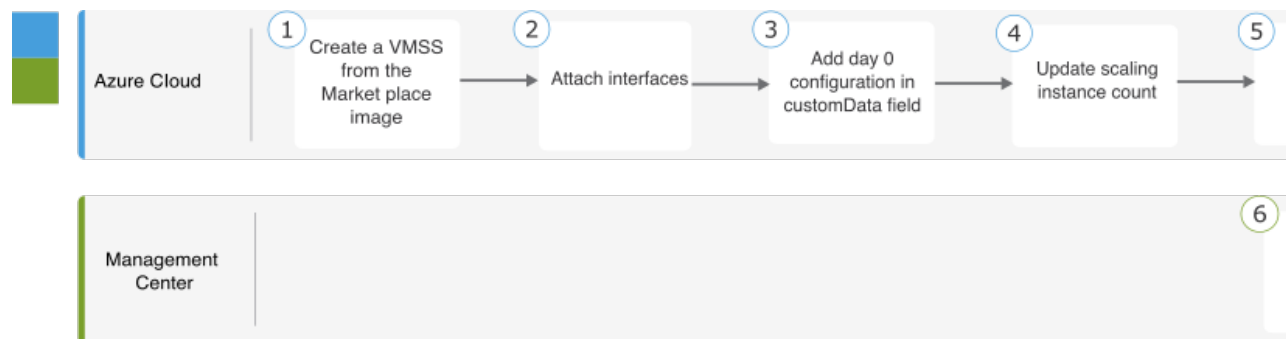 Azure Cloud
1
Create a VMSS
from the
Market place
image
2
Attach interfaces
3
Add day 0
configuration in
customData field
4
Update scaling
instance count
5
Management
Center
6